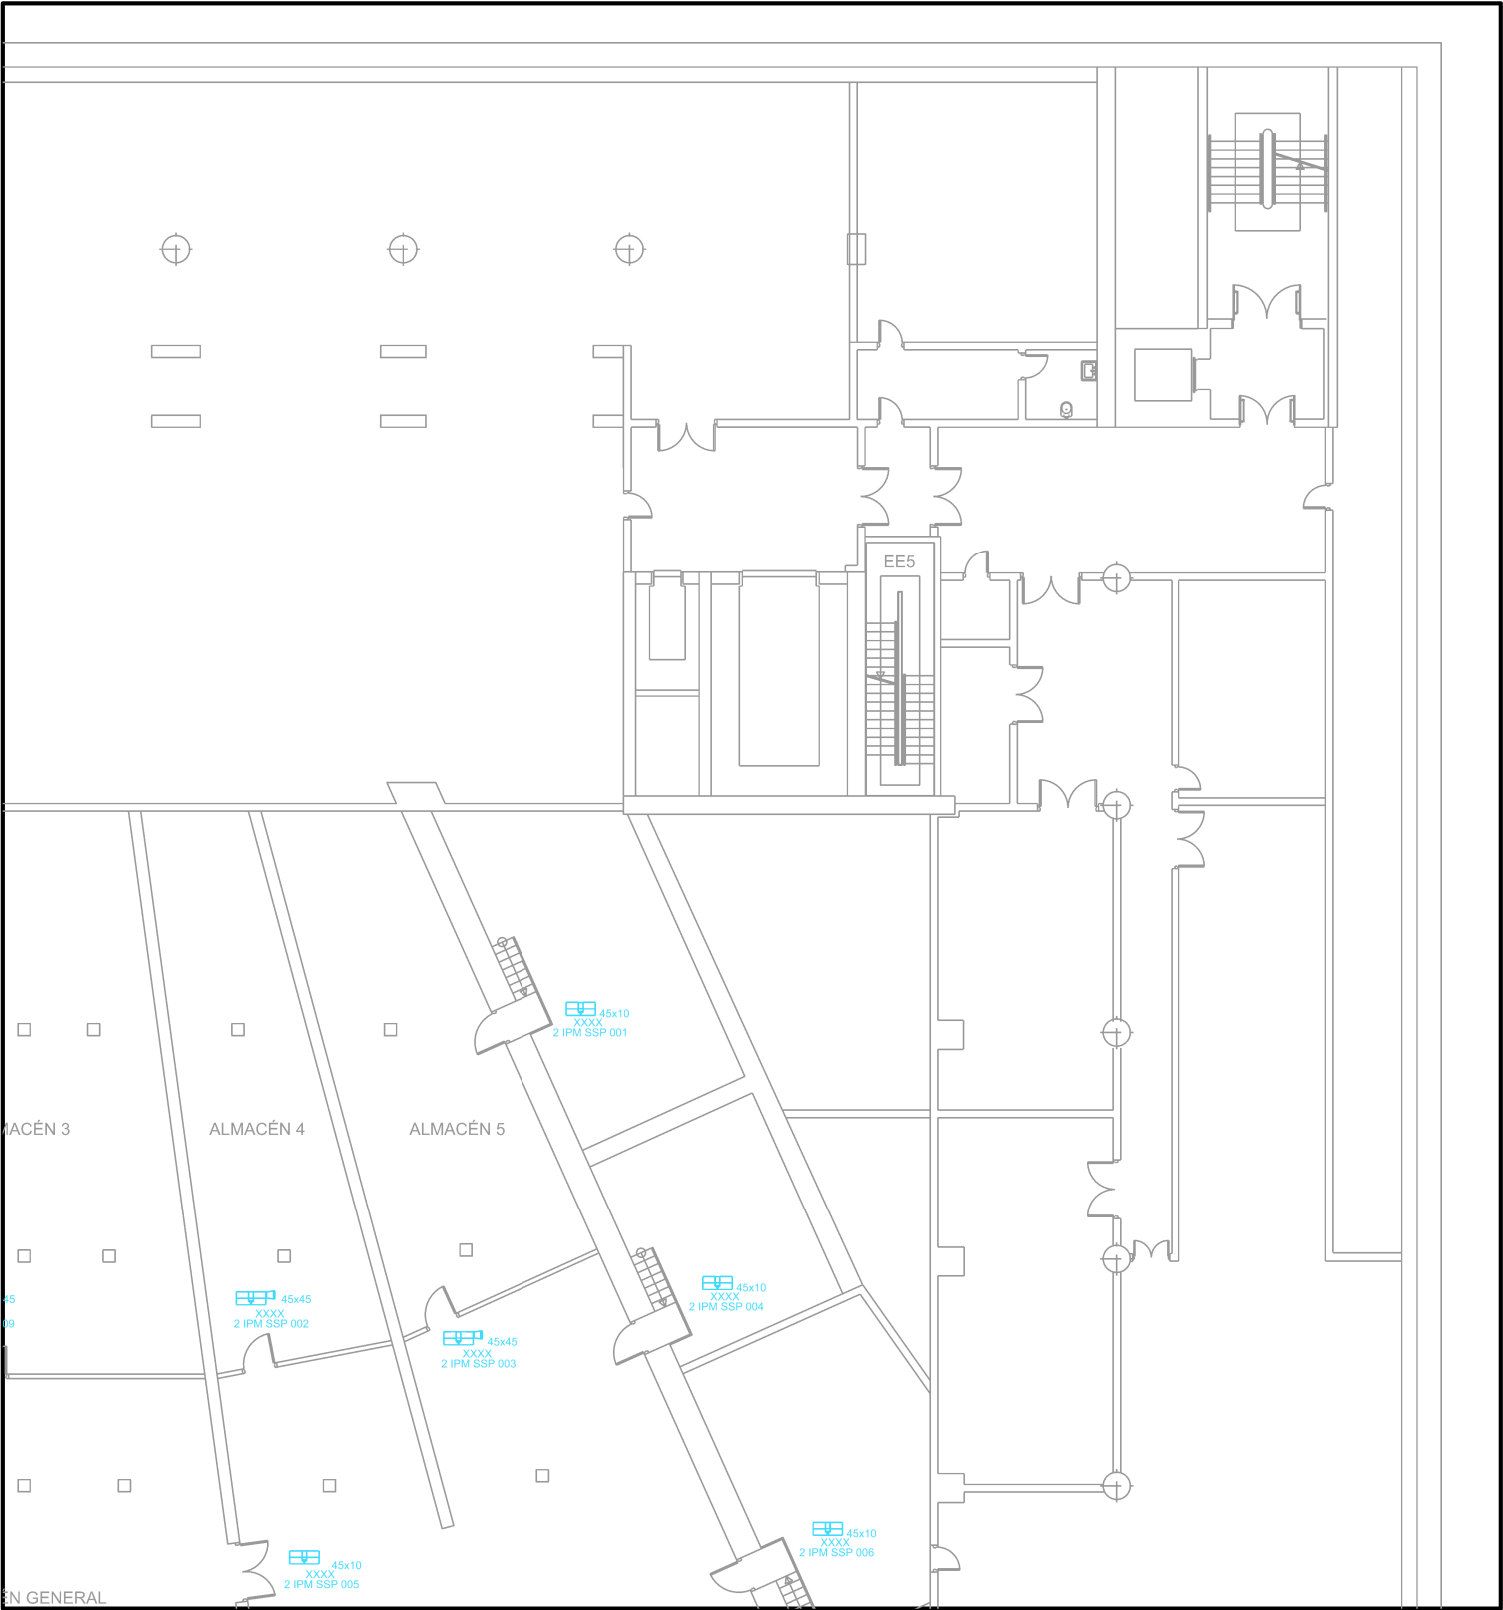 EE5
45x10
XXXX
2 IPM SSP 001
ALMACÉN 4
ALMACÉN 5
45x10
XXXX
2 IPM SSP 004
45x45
XXXX
2 IPM SSP 002
45x45
XXXX
2 IPM SSP 003
45x10
XXXX
2 IPM SSP 006
45x10
XXXX
2 IPM SSP 005
GENERAL